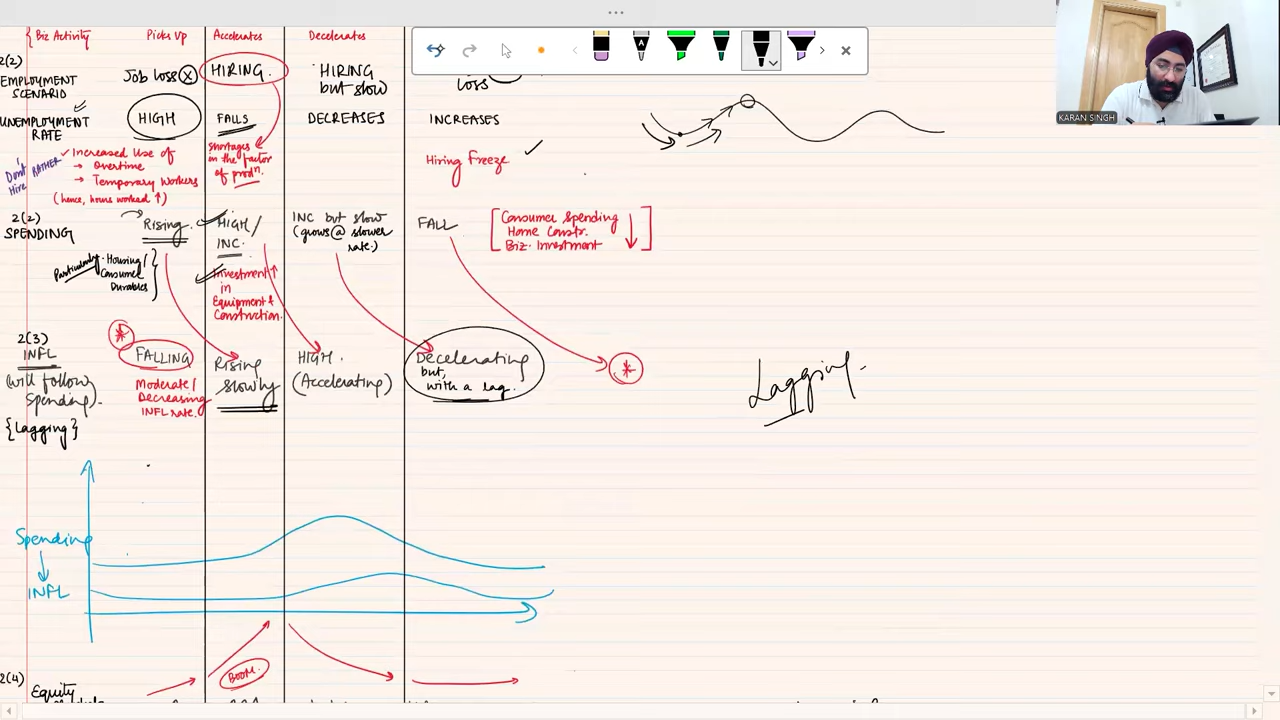 {Biz Activity Picks Up Accelerates Decelerates
2(2)
EMPLOYMENT
SCENARIO
Job loss
HIRING.
HIRING
but slow
loss
UNEMPLOYMENT
RATE
HIGH
FALLS
DECREASES
INCREASES
I
Don't
Hire
RATHER
Increased Use of
→ Overtime
→ Temporary Workers
(hence, hours worked ↑)
Shortages
in the factor
of prodn.
Hiring Freeze
2(2)
SPENDING
Rising.
Particularly Housing/
Consumer
Durables
HIGH/
INC.
Investment ↑
in
Equipment &
Construction.
INC but slow
(grows @ slower
rate.)
FALL
Consumer Spending
Home Constr.
Biz. Investment
2(3)
INFL
(will follow
Spending).
{Lagging}
*
FALLING
Moderate/
Decreasing
INFL rate.
Rising
Slowly
HIGH.
(Accelerating)
Decelerating
but,
with a lag.
*
Lagging.
Spending
INFL
BOOM.
2(4)
Equity
A
KARAN SINGH